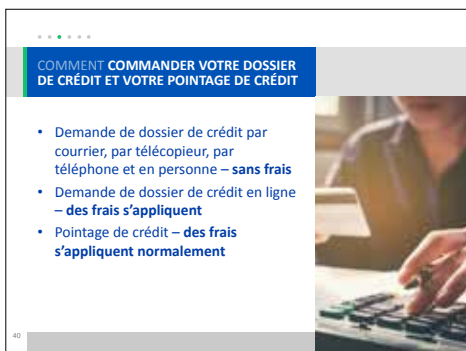 COMMENT COMMANDER VOTRE DOSSIER
DE CRÉDIT ET VOTRE POINTAGE DE CRÉDIT
• Demande de dossier de crédit par
courrier, par télécopieur, par
téléphone et en personne – sans frais
• Demande de dossier de crédit en ligne
– des frais s’appliquent
• Pointage de crédit – des frais
s’appliquent normalement
40